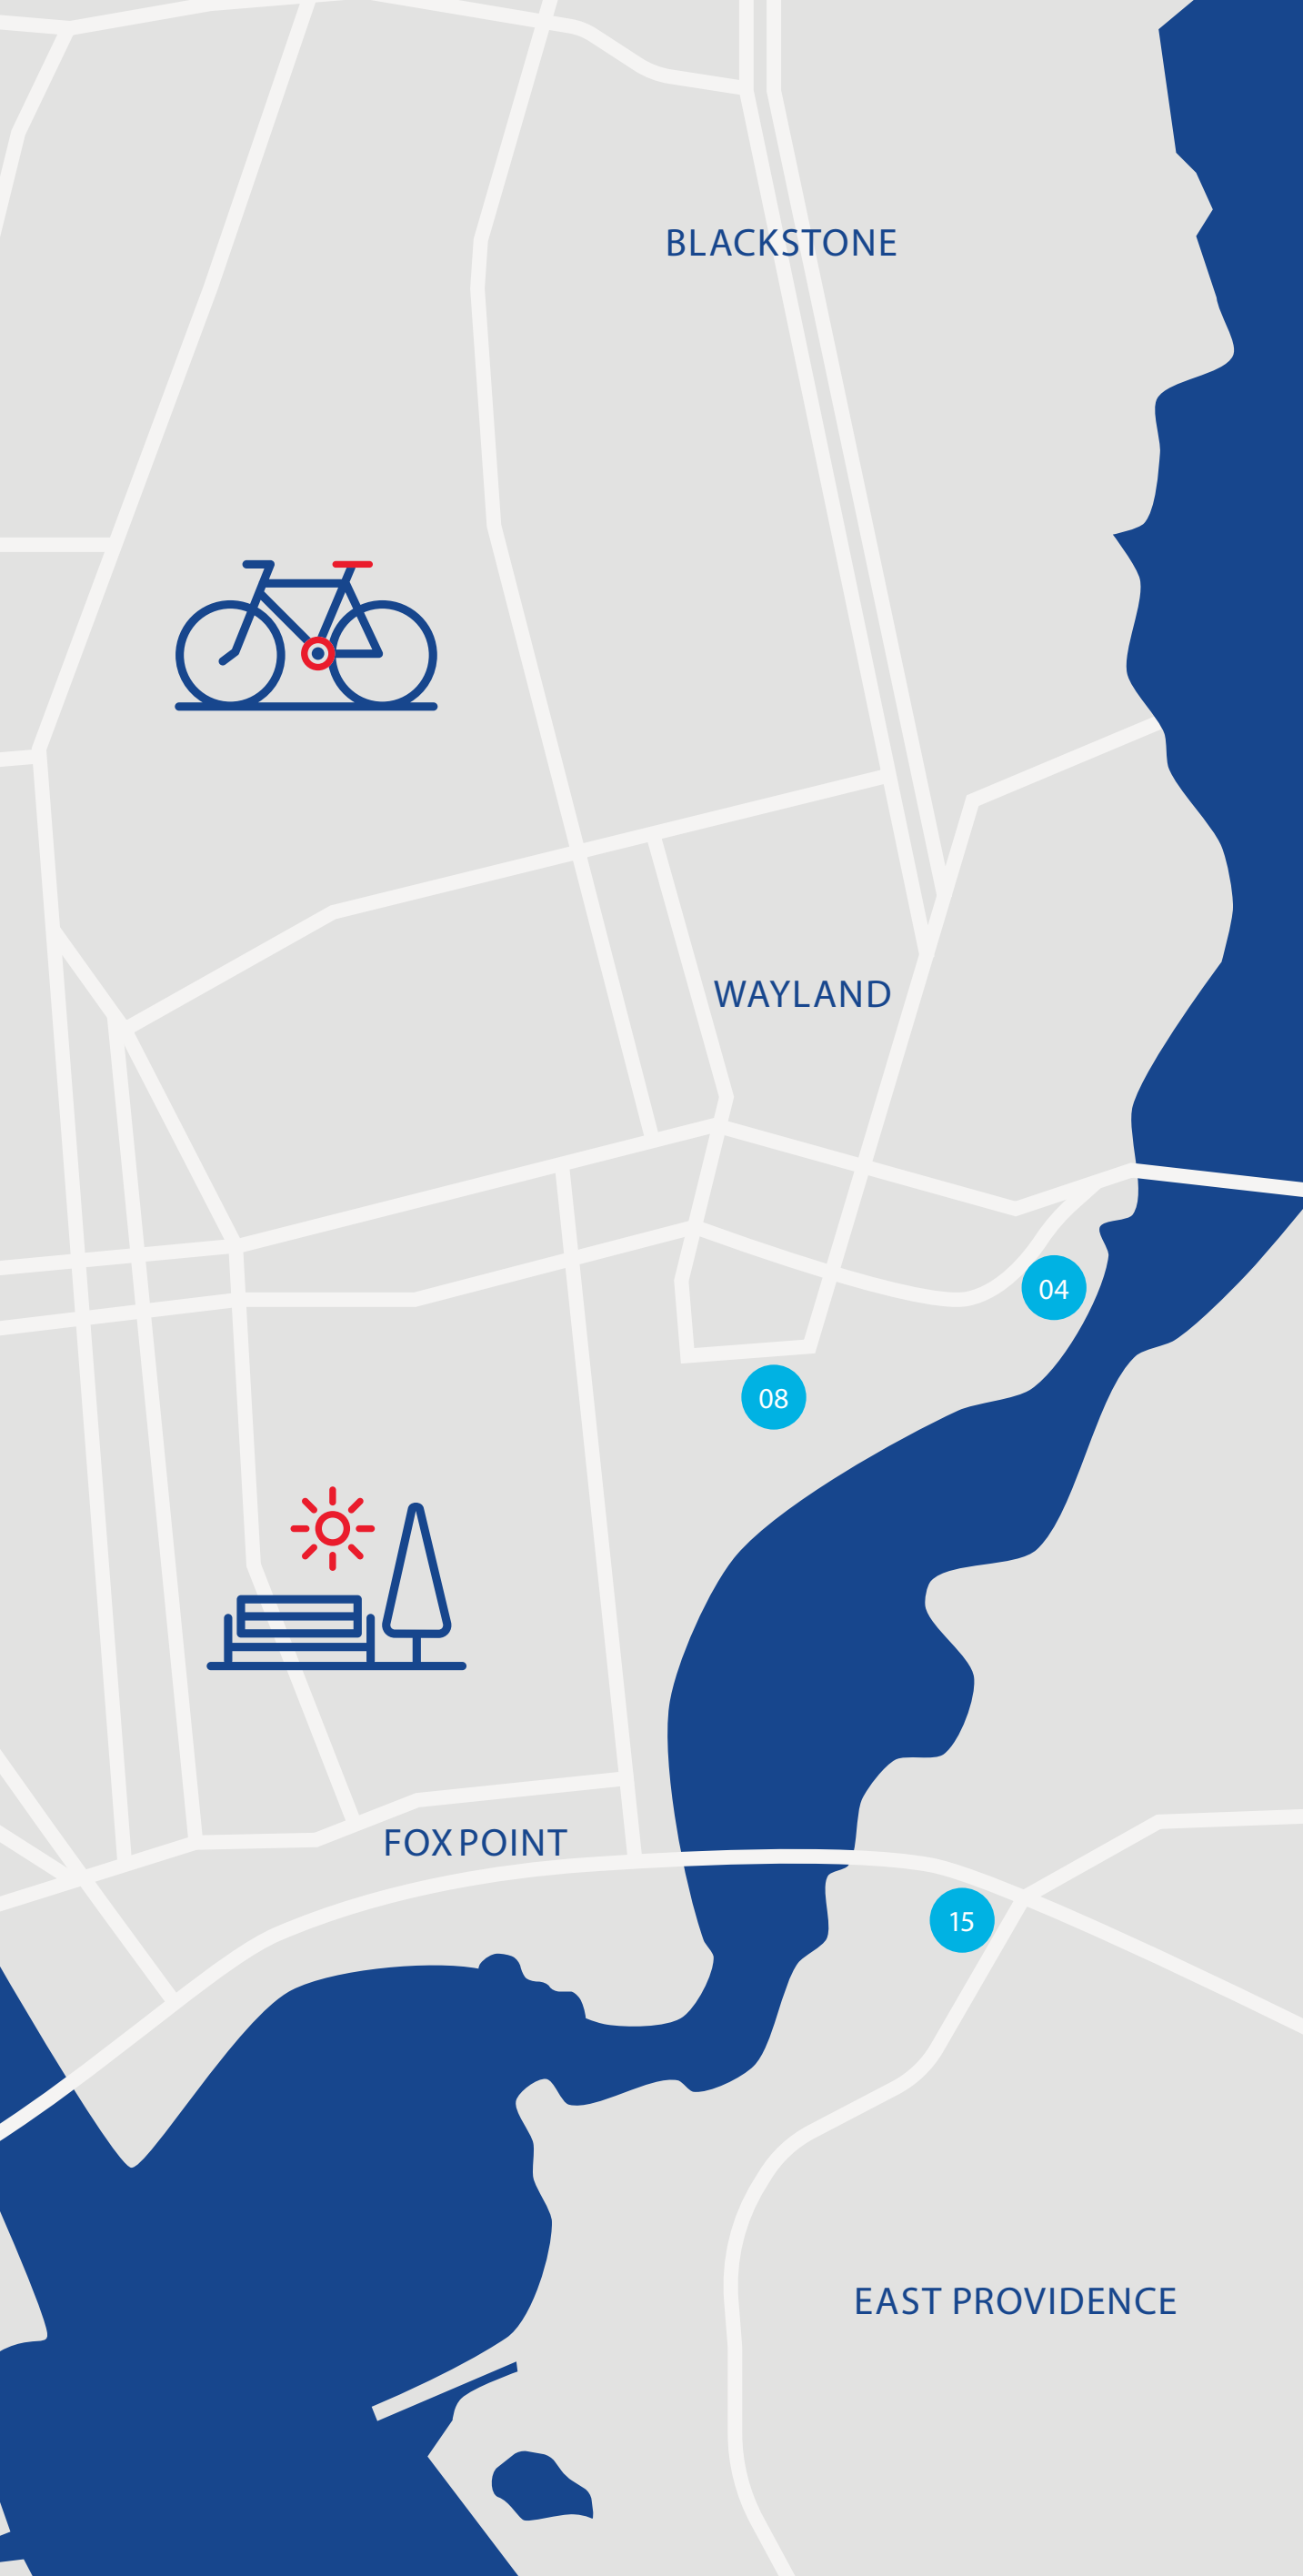 BLACKSTONE
WAYLAND
04
08
FOX POINT
15
EAST PROVIDENCE